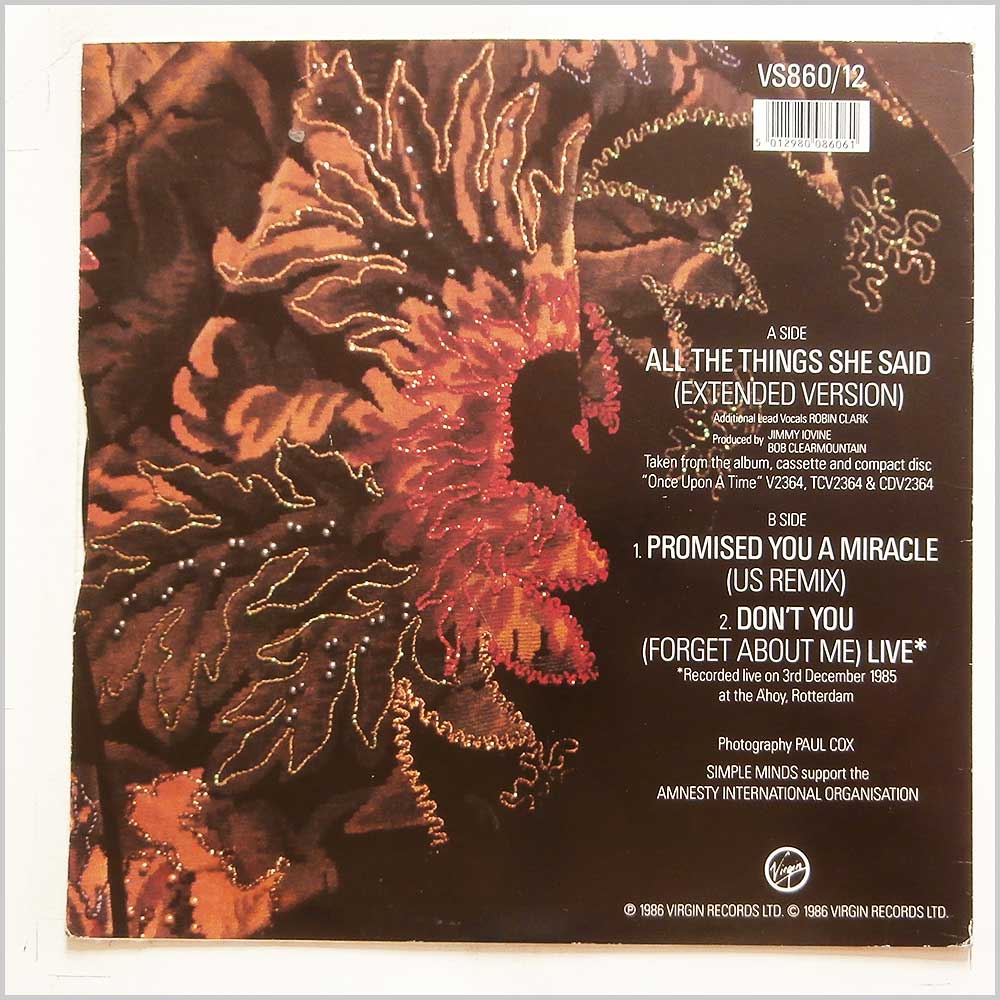 VS860/12
5 012980 086061
A SIDE
ALL THE THINGS SHE SAID
(EXTENDED VERSION)
Additional Lead Vocals ROBIN CLARK
Produced by JIMMY IOVINE
BOB CLEARMOUNTAIN
Taken from the album, cassette and compact disc
"Once Upon A Time" V2364, TCV2364 & CDV2364
B SIDE
1. PROMISED YOU A MIRACLE
(US REMIX)
2. DON'T YOU
(FORGET ABOUT ME) LIVE*
*Recorded live on 3rd December 1985
at the A'hoy, Rotterdam
Photography PAUL COX
SIMPLE MINDS support the
AMNESTY INTERNATIONAL ORGANISATION
Virgin
℗ 1986 VIRGIN RECORDS LTD. © 1986 VIRGIN RECORDS LTD.